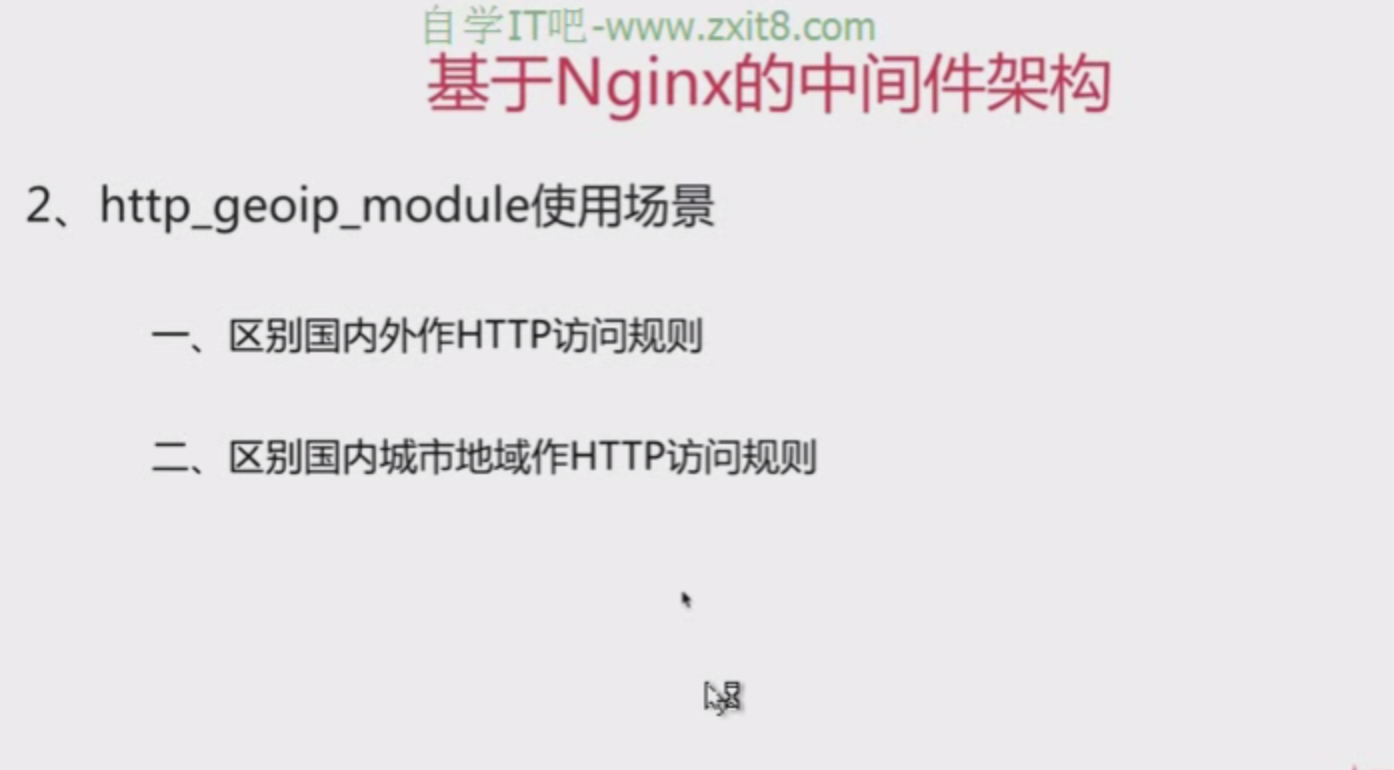 自学IT吧-www.zxit8.com
基于Nginx的中间件架构
2、http_geoip_module使用场景
一、区别国内外作HTTP访问规则
二、区别国内城市地域作HTTP访问规则